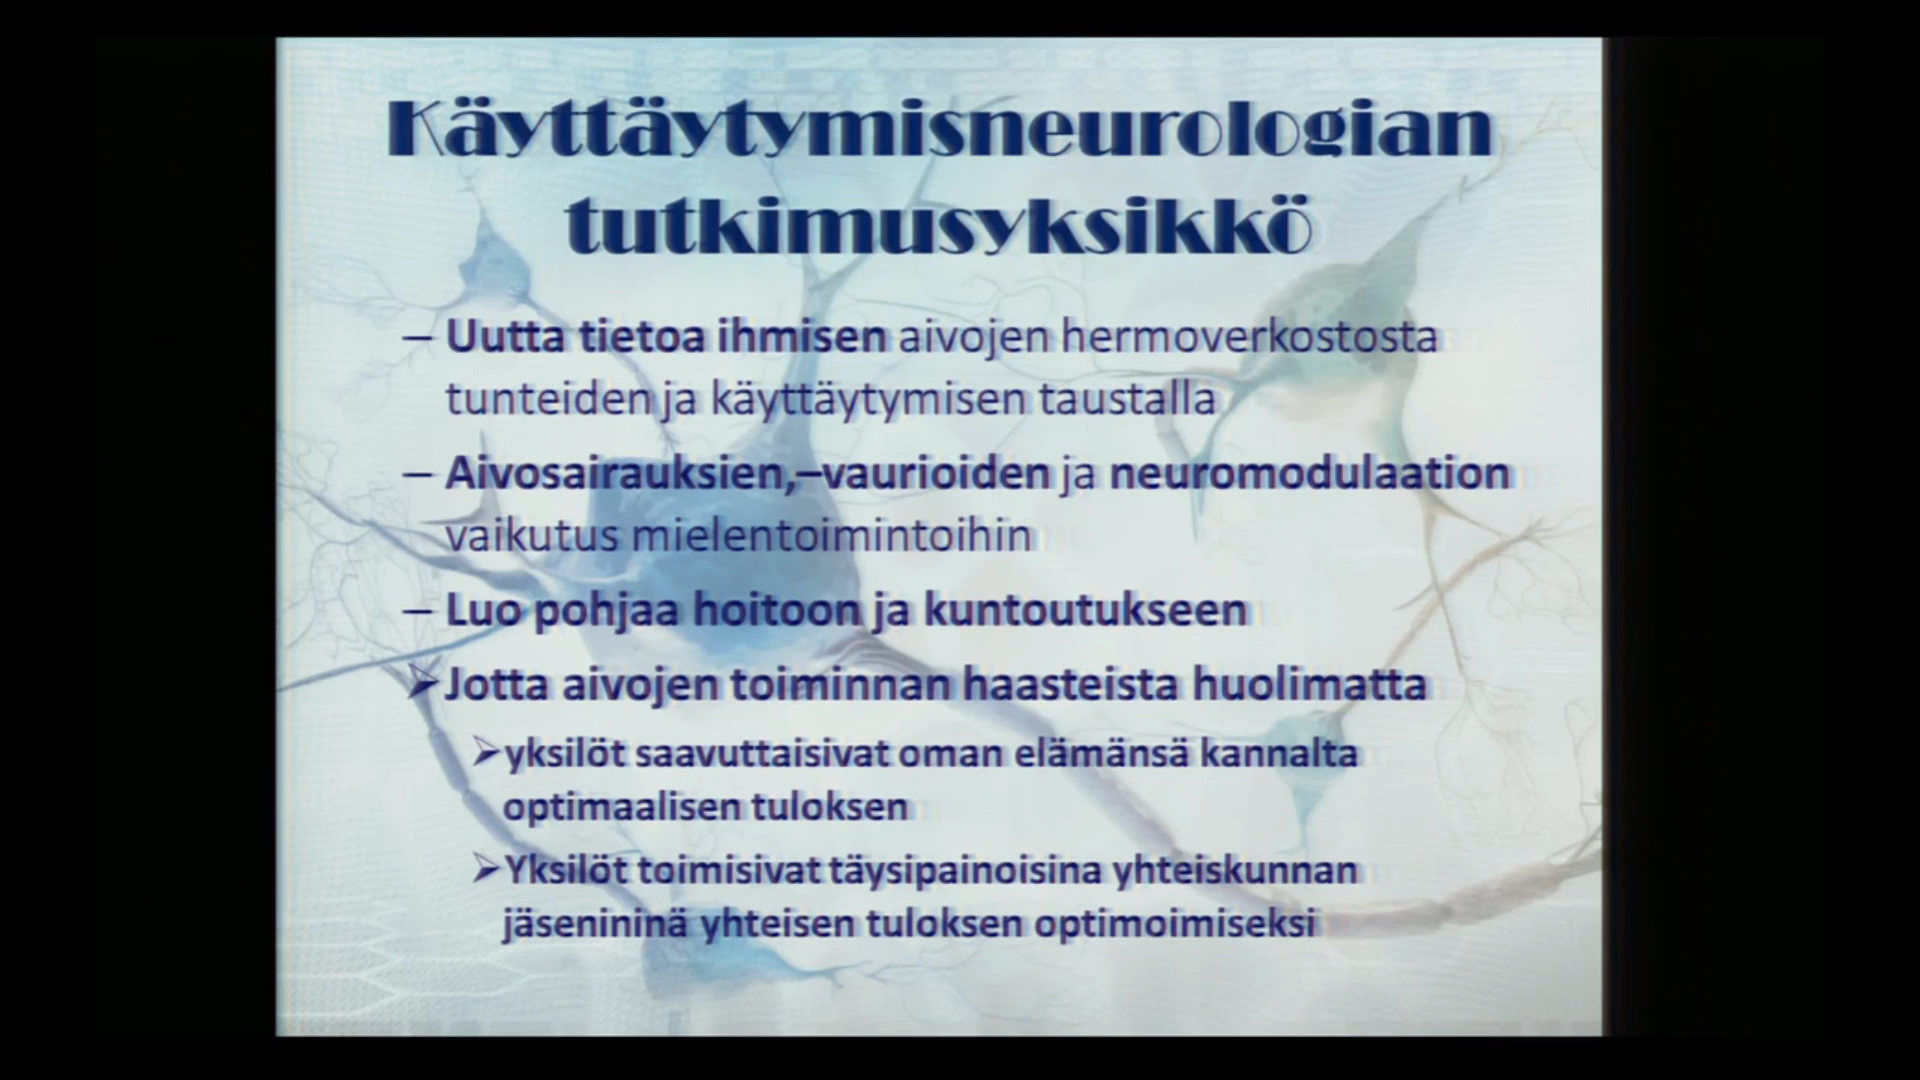 Käyttäytymisneurologian
tutkimusyksikkö
– Uutta tietoa ihmisen aivojen hermoverkostosta
tunteiden ja käyttäytymisen taustalla
– Aivosairauksien,–vaurioiden ja neuromodulaation
vaikutus mielentoimintoihin
– Luo pohjaa hoitoon ja kuntoutukseen
➢Jotta aivojen toiminnan haasteista huolimatta
➢yksilöt saavuttaisivat oman elämänsä kannalta
optimaalisen tuloksen
➢Yksilöt toimisivat täysipainoisina yhteiskunnan
jäsenininä yhteisen tuloksen optimoimiseksi